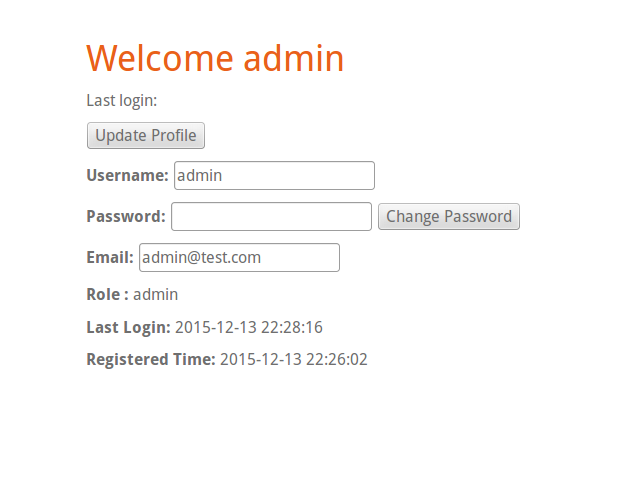 Welcome admin
Last login:
Update Profile
Username: admin
Password: Change Password
Email: admin@test.com
Role : admin
Last Login: 2015-12-13 22:28:16
Registered Time: 2015-12-13 22:26:02